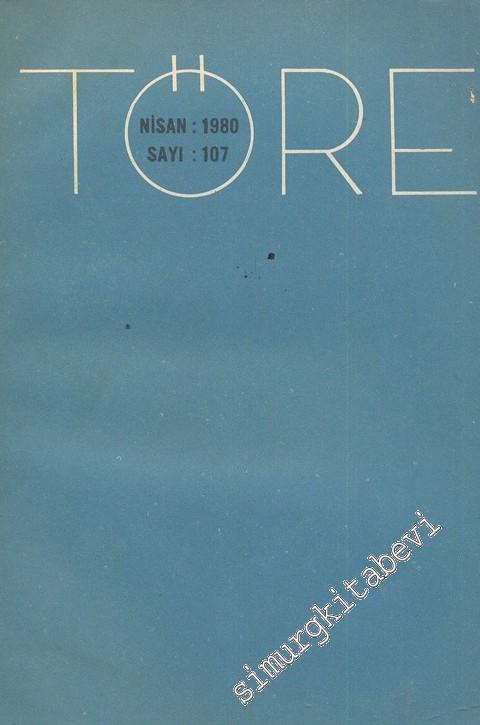 TÖRE
NİSAN : 1980
SAYI : 107
simurgkitabevi